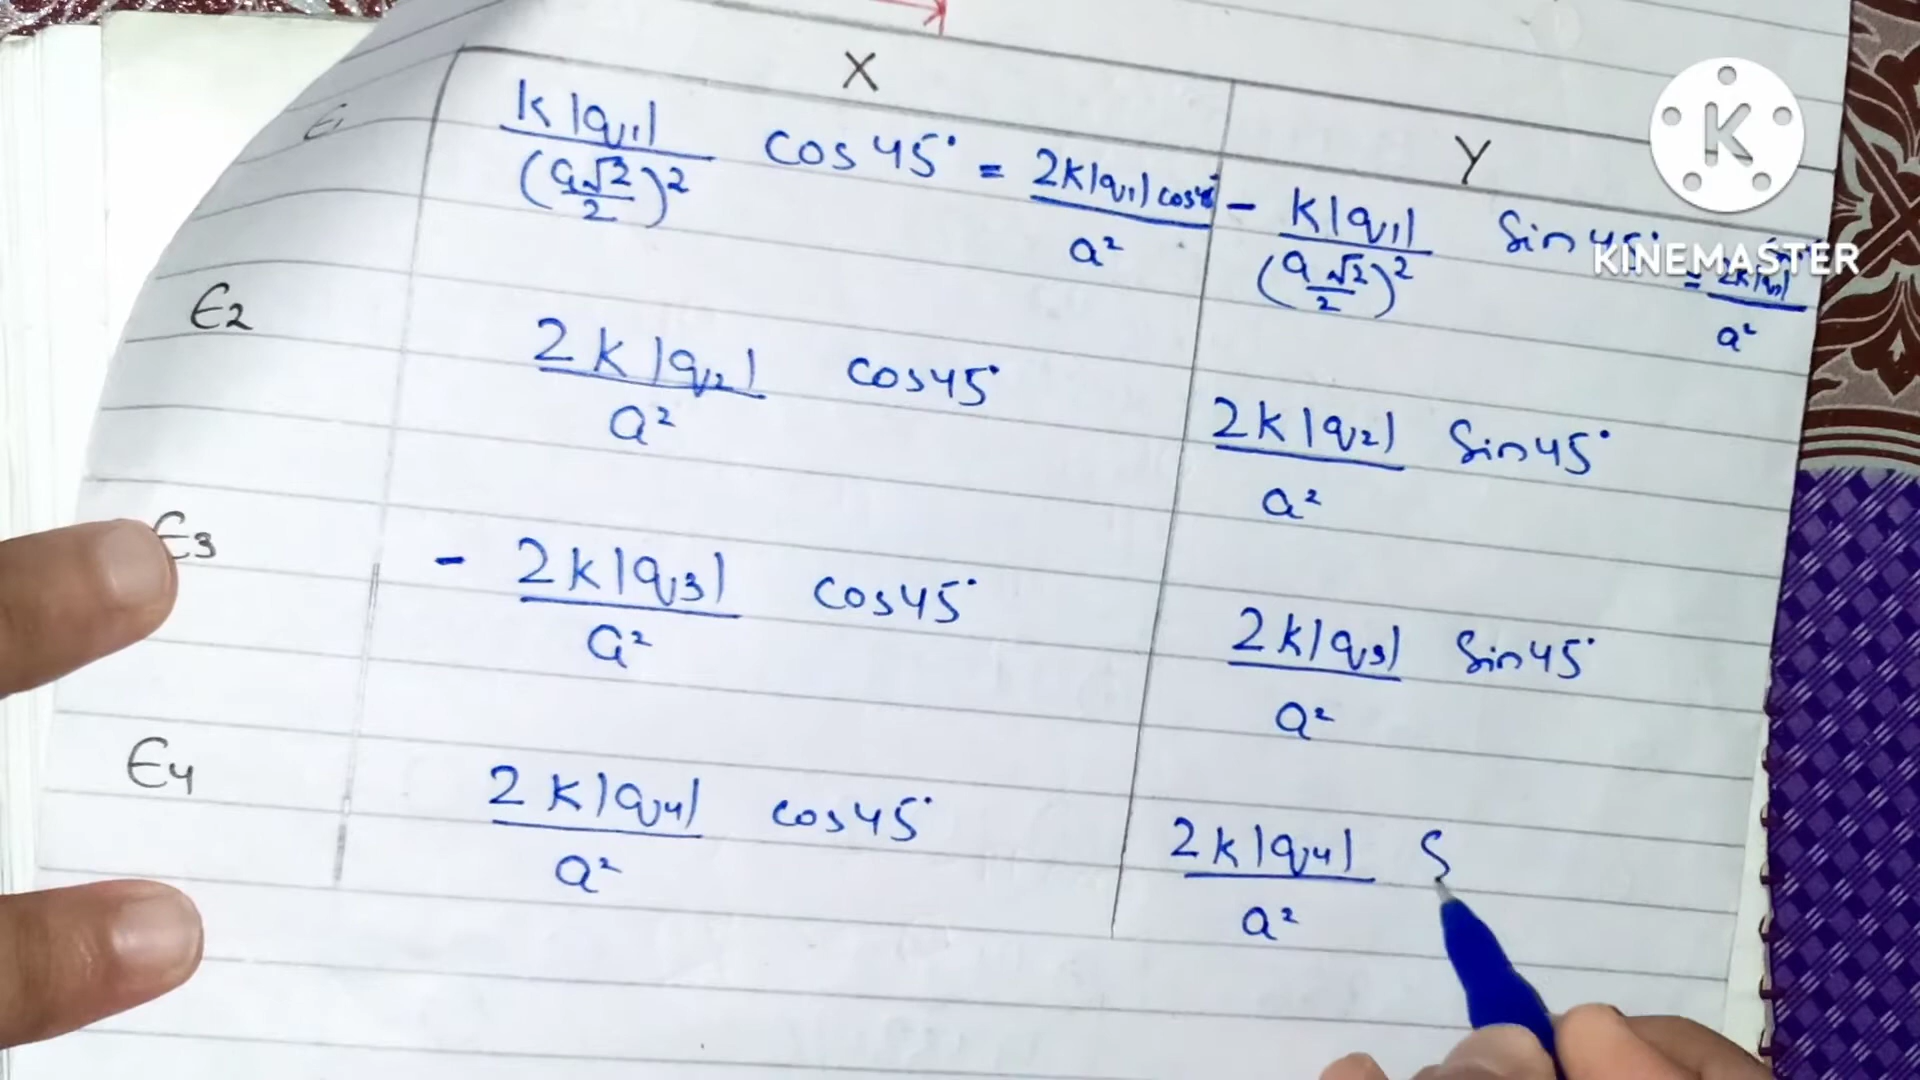 X Y
E1 K|q1| / (a√2/2)² cos45° = 2K|q1| cos45° / a² - K|q1| / (a√2/2)² Sin45° = 2K|q1| / a²
E2 2K|q2| / a² cos45° 2K|q2| / a² Sin45°
E3 - 2K|q3| / a² cos45° 2K|q3| / a² Sin45°
E4 2K|q4| / a² cos45° 2K|q4| / a² S
K
KINEMASTER